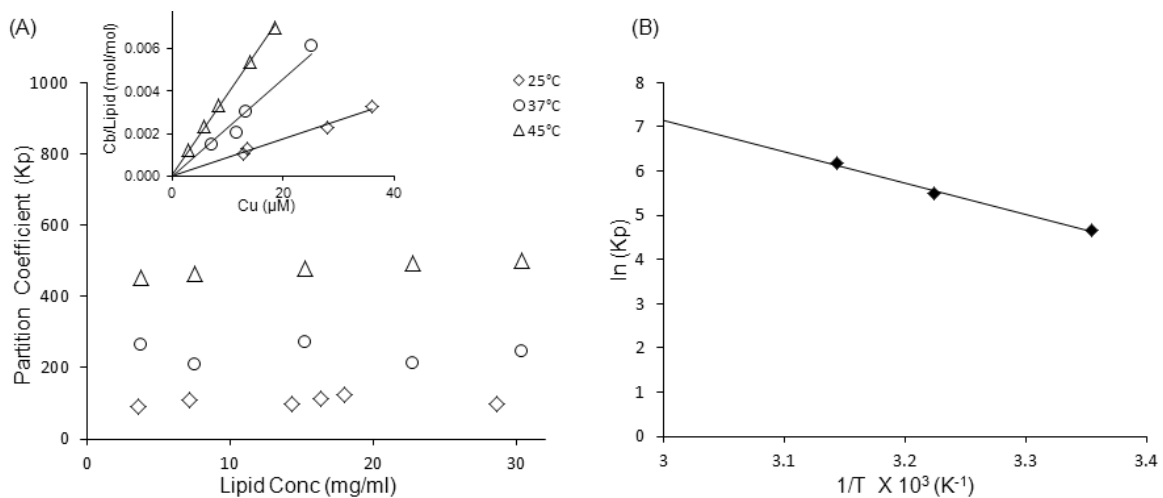 (A)
Cb/Lipid (mol/mol)
0.006
0.004
0.002
0.000
0
20
40
Cu (µM)
25°C
37°C
45°C
Partition Coefficient (Kp)
1000
800
600
400
200
0
0
10
20
30
Lipid Conc (mg/ml)
(B)
ln (Kp)
8
7
6
5
4
3
2
1
0
3
3.1
3.2
3.3
3.4
1/T X 10³ (K⁻¹)